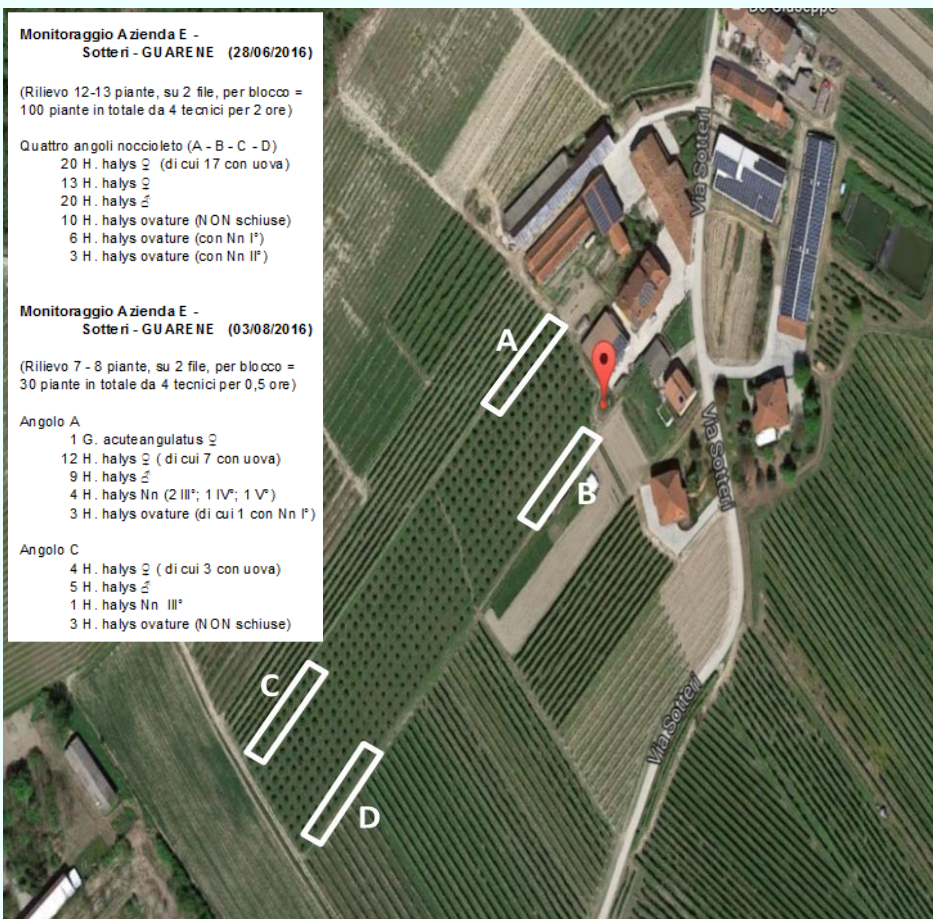 Monitoraggio Azienda E -
Sotteri - GUARENE (28/06/2016)
(Rilievo 12-13 piante, su 2 file, per blocco =
100 piante in totale da 4 tecnici per 2 ore)
Quattro angoli noccioleto (A - B - C - D)
20 H. halys ♀ (di cui 17 con uova)
13 H. halys ♀
20 H. halys ♂
10 H. halys ovature (NON schiuse)
6 H. halys ovature (con Nn I°)
3 H. halys ovature (con Nn II°)
Monitoraggio Azienda E -
Sotteri - GUARENE (03/08/2016)
(Rilievo 7 - 8 piante, su 2 file, per blocco =
30 piante in totale da 4 tecnici per 0,5 ore)
Angolo A
1 G. acuteangulatus ♀
12 H. halys ♀ ( di cui 7 con uova)
9 H. halys ♂
4 H. halys Nn (2 III°; 1 IV°; 1 V°)
3 H. halys ovature (di cui 1 con Nn I°)
Angolo C
4 H. halys ♀ ( di cui 3 con uova)
5 H. halys ♂
1 H. halys Nn III°
3 H. halys ovature (NON schiuse)
Via Sotteri
A
B
Via Sotteri
C
Via Sotteri
D